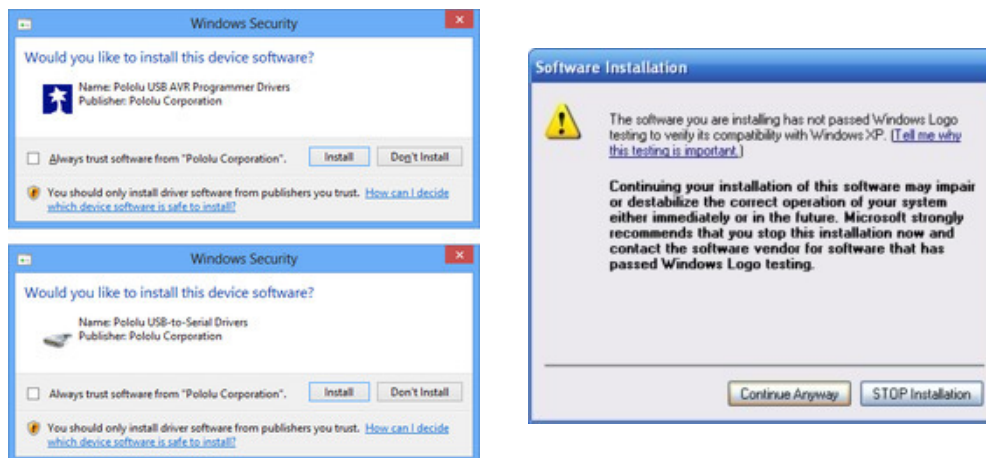 Windows Security
Would you like to install this device software?
Name: Pololu USB AVR Programmer Drivers
Publisher: Pololu Corporation
Always trust software from "Pololu Corporation".
Install
Don't Install
You should only install driver software from publishers you trust. How can I decide
which device software is safe to install?
Windows Security
Would you like to install this device software?
Name: Pololu USB-to-Serial Drivers
Publisher: Pololu Corporation
Always trust software from "Pololu Corporation".
Install
Don't Install
You should only install driver software from publishers you trust. How can I decide
which device software is safe to install?
Software Installation
The software you are installing has not passed Windows Logo
testing to verify its compatibility with Windows XP. (Tell me why
this testing is important.)
Continuing your installation of this software may impair
or destabilize the correct operation of your system
either immediately or in the future. Microsoft strongly
recommends that you stop this installation now and
contact the software vendor for software that has
passed Windows Logo testing.
Continue Anyway
STOP Installation